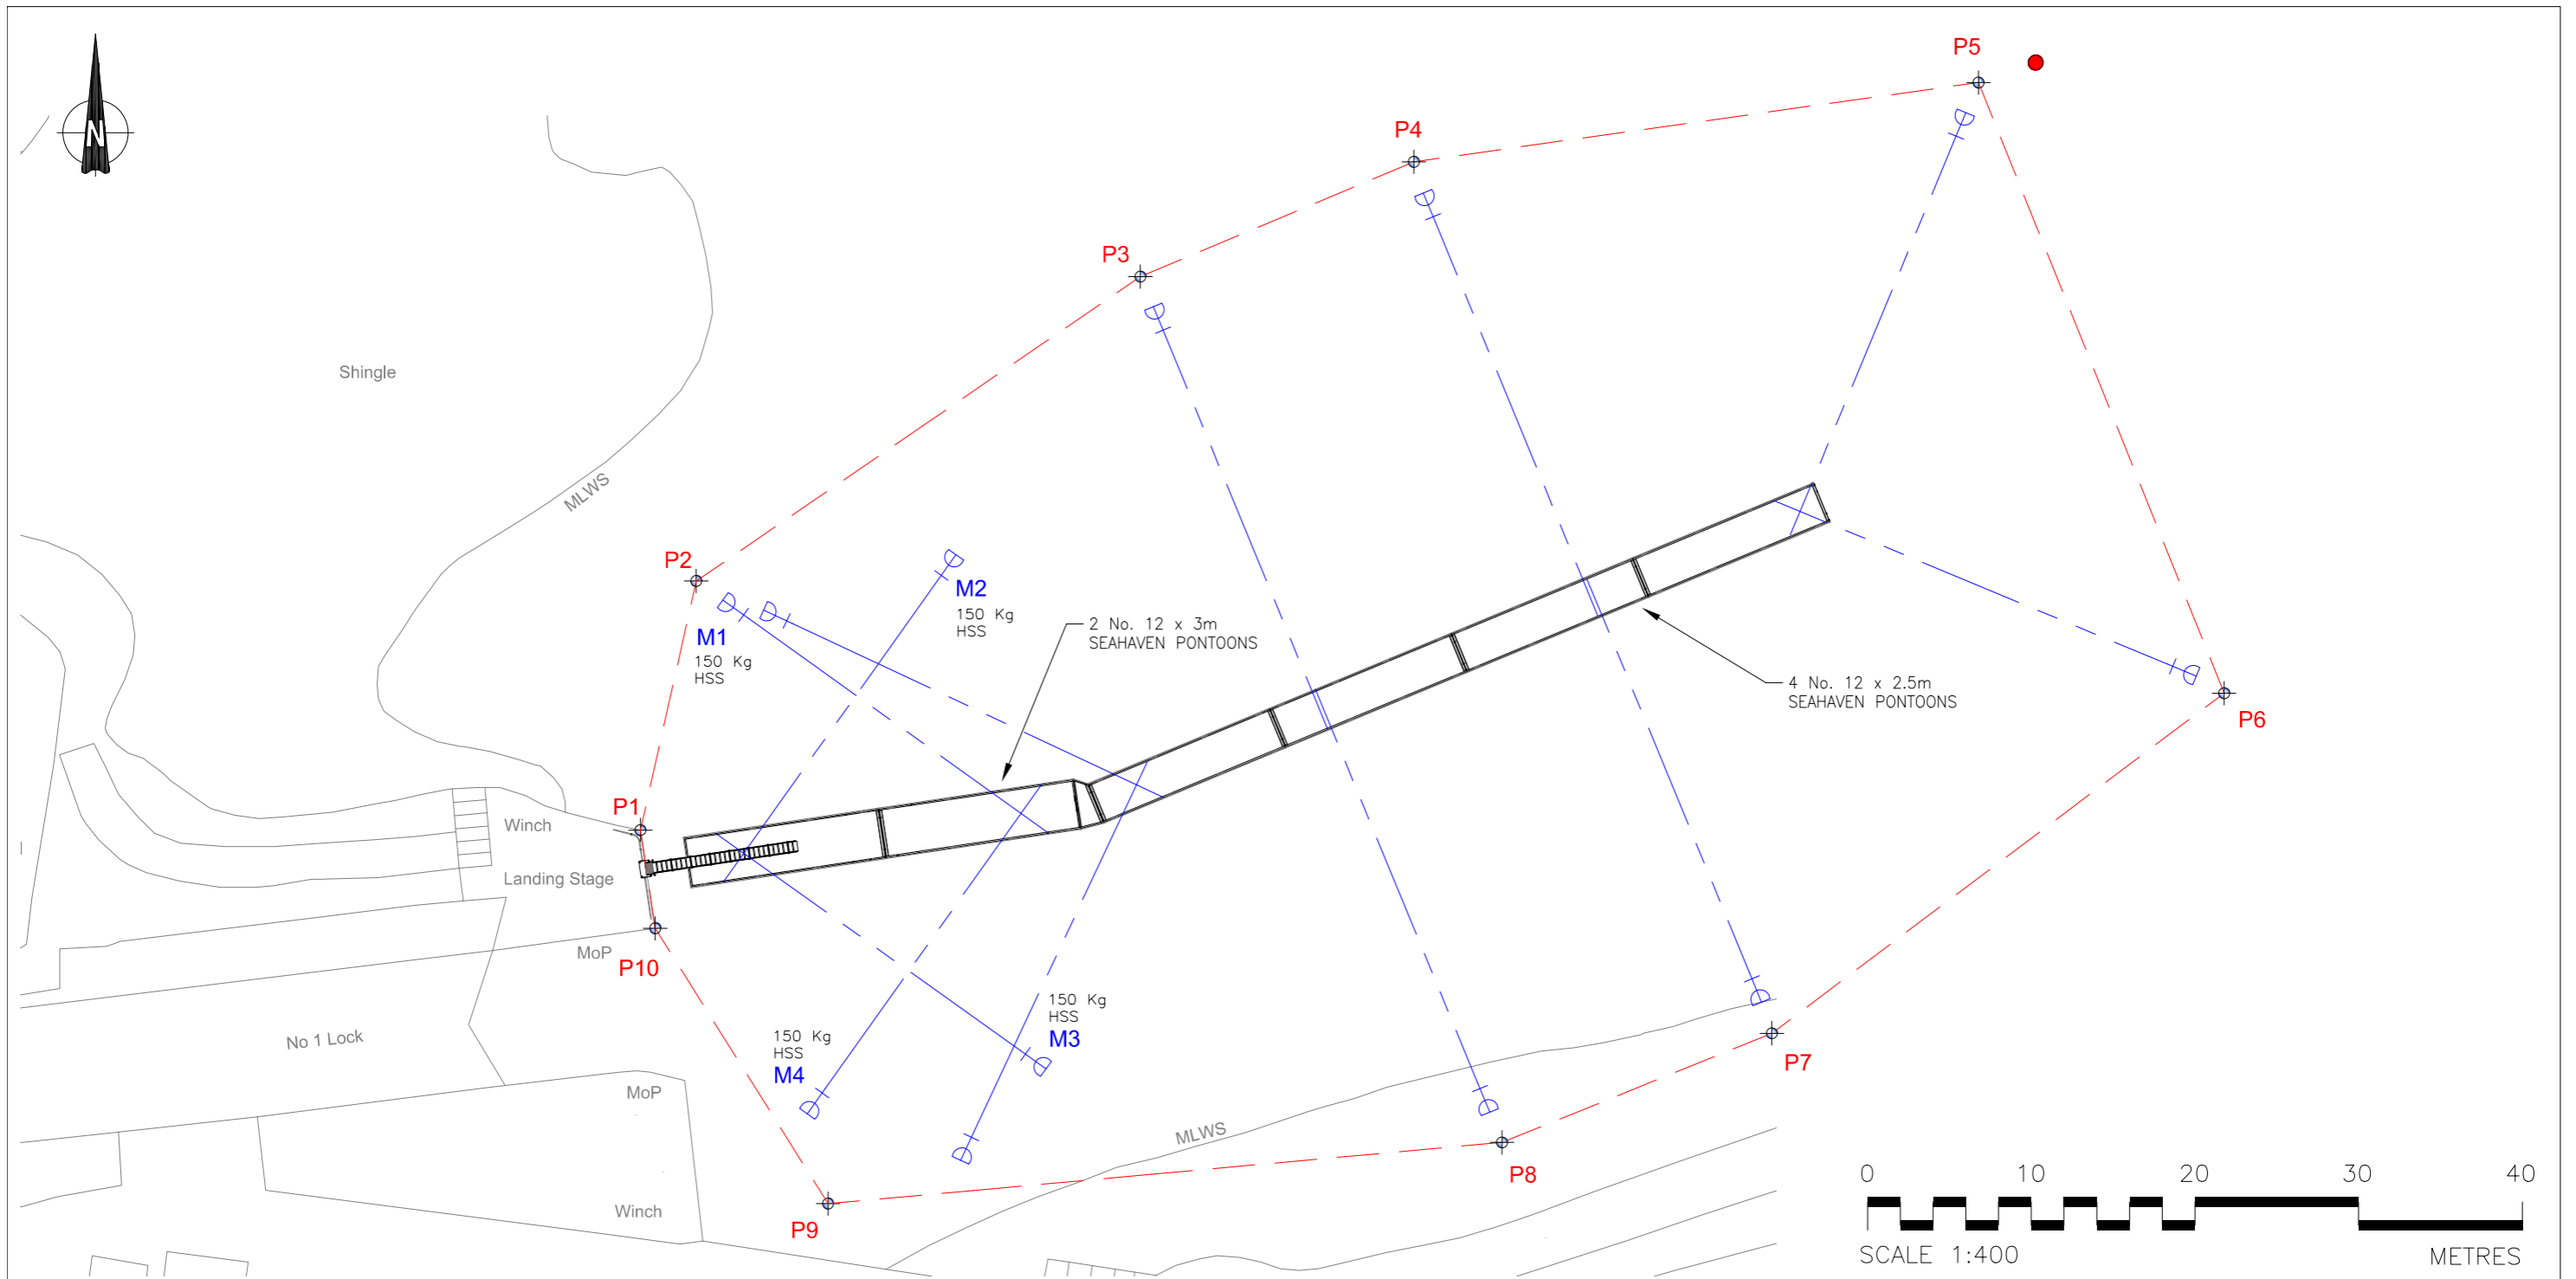 P5
N
P4
P3
Shingle
MLWS
P2
M2
150 Kg
HSS
M1
150 Kg
HSS
2 No. 12 x 3m
SEAHAVEN PONTOONS
4 No. 12 x 2.5m
SEAHAVEN PONTOONS
P6
P1
Winch
Landing Stage
MoP
P10
150 Kg
HSS
M3
No 1 Lock
150 Kg
HSS
M4
P7
MoP
MLWS
P8
Winch
P9
0 10 20 30 40
SCALE 1:400 METRES